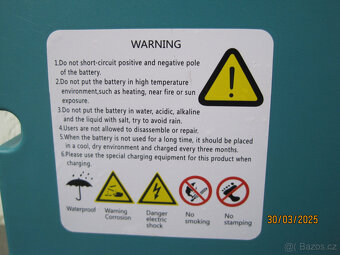 WARNING
1.Do not short-circuit positive and negative pole
of the battery.
2.Do not put the battery in high temperature
environment,such as heating, near fire or sun
exposure.
3.Do not put the battery in water, acidic, alkaline
and the liquid with salt, try to avoid rain.
4.Users are not allowed to disassemble or repair.
5.When the battery is not used for a long time, it should be placed
in a cool, dry environment and charged every three months.
6.Please use the special charging equipment for this product when
charging.
Waterproof
Warning
Corrosion
Danger
electric
shock
No
smoking
No
stamping
30/03/2025
Bazoš.cz